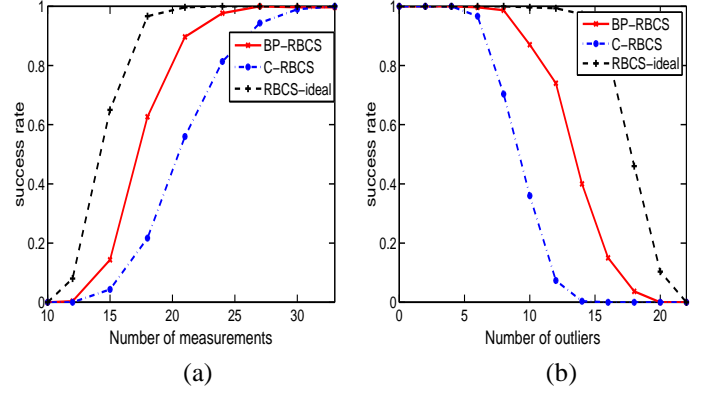 1
0.8
0.6
0.4
0.2
0
success rate
10
15
20
25
30
Number of measurements
BP−RBCS
C−RBCS
RBCS−ideal
(a)
1
0.8
0.6
0.4
0.2
0
success rate
0
5
10
15
20
Number of outliers
BP−RBCS
C−RBCS
RBCS−ideal
(b)